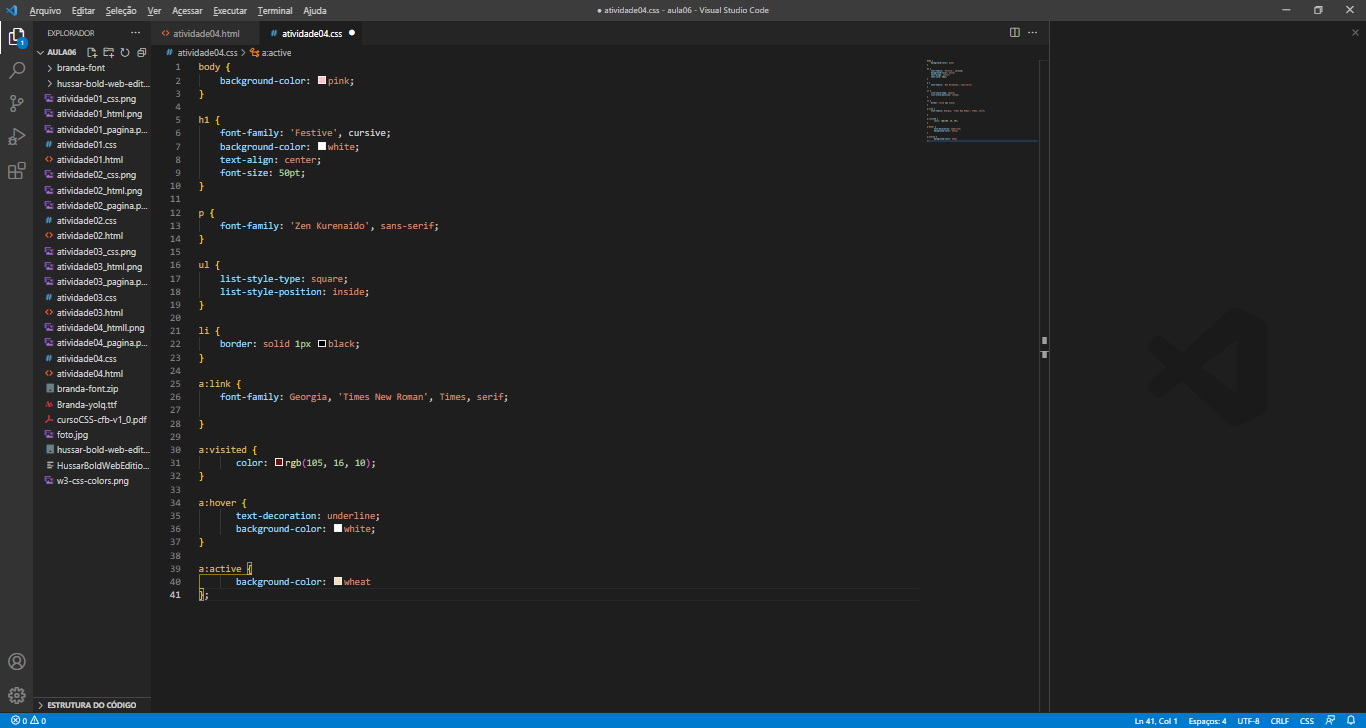 Arquivo Editar Seleção Ver Acessar Executar Terminal Ajuda
● atividade04.css - aula06 - Visual Studio Code
EXPLORADOR
AULA06
branda-font
hussar-bold-web-edit...
atividade01_css.png
atividade01_html.png
atividade01_pagina.p...
atividade01.css
atividade01.html
atividade02_css.png
atividade02_html.png
atividade02_pagina.p...
atividade02.css
atividade02.html
atividade03_css.png
atividade03_html.png
atividade03_pagina.p...
atividade03.css
atividade03.html
atividade04_htmll.png
atividade04_pagina.p...
atividade04.css
atividade04.html
branda-font.zip
Branda-yolq.ttf
cursoCSS-cfb-v1_0.pdf
foto.jpg
hussar-bold-web-edit...
HussarBoldWebEditio...
w3-css-colors.png
ESTRUTURA DO CÓDIGO
1
atividade04.html
atividade04.css ●
# atividade04.css > a:active
1 body {
2 background-color: pink;
3 }
4
5 h1 {
6 font-family: 'Festive', cursive;
7 background-color: white;
8 text-align: center;
9 font-size: 50pt;
10 }
11
12 p {
13 font-family: 'Zen Kurenaido', sans-serif;
14 }
15
16 ul {
17 list-style-type: square;
18 list-style-position: inside;
19 }
20
21 li {
22 border: solid 1px black;
23 }
24
25 a:link {
26 font-family: Georgia, 'Times New Roman', Times, serif;
27
28 }
29
30 a:visited {
31 color: rgb(105, 16, 10);
32 }
33
34 a:hover {
35 text-decoration: underline;
36 background-color: white;
37 }
38
39 a:active {
40 background-color: wheat
41 };
0 0
Ln 41, Col 1 Espaços: 4 UTF-8 CRLF CSS